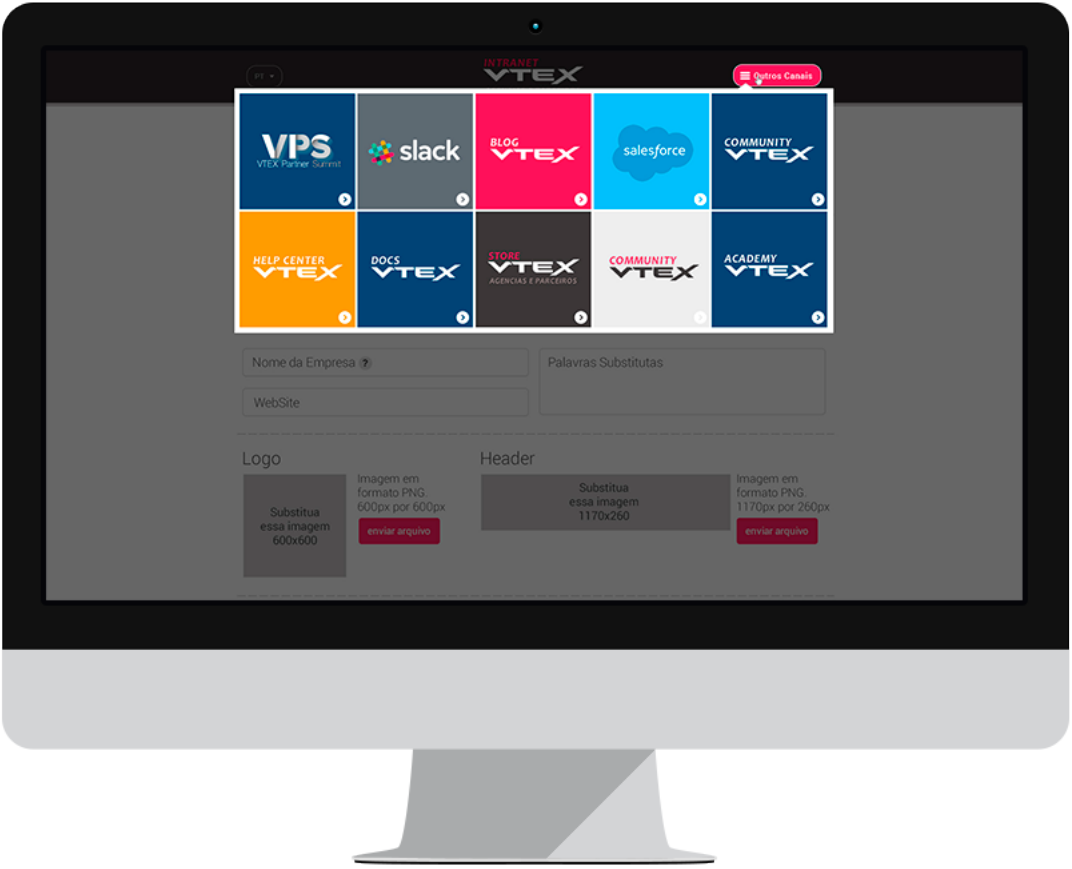 PT
INTRANET
VTEX
Outros Canais
VPS
VTEX Partner Summit
slack
BLOG
VTEX
salesforce
COMMUNITY
VTEX
HELP CENTER
VTEX
DOCS
VTEX
STORE
VTEX
AGENCIAS E PARCEIROS
COMMUNITY
VTEX
ACADEMY
VTEX
Nome da Empresa ?
Palavras Substitutas
WebSite
Logo
Substitua
essa imagem
600x600
Imagem em
formato PNG.
600px por 600px
enviar arquivo
Header
Substitua
essa imagem
1170x260
Imagem em
formato PNG.
1170px por 260px
enviar arquivo